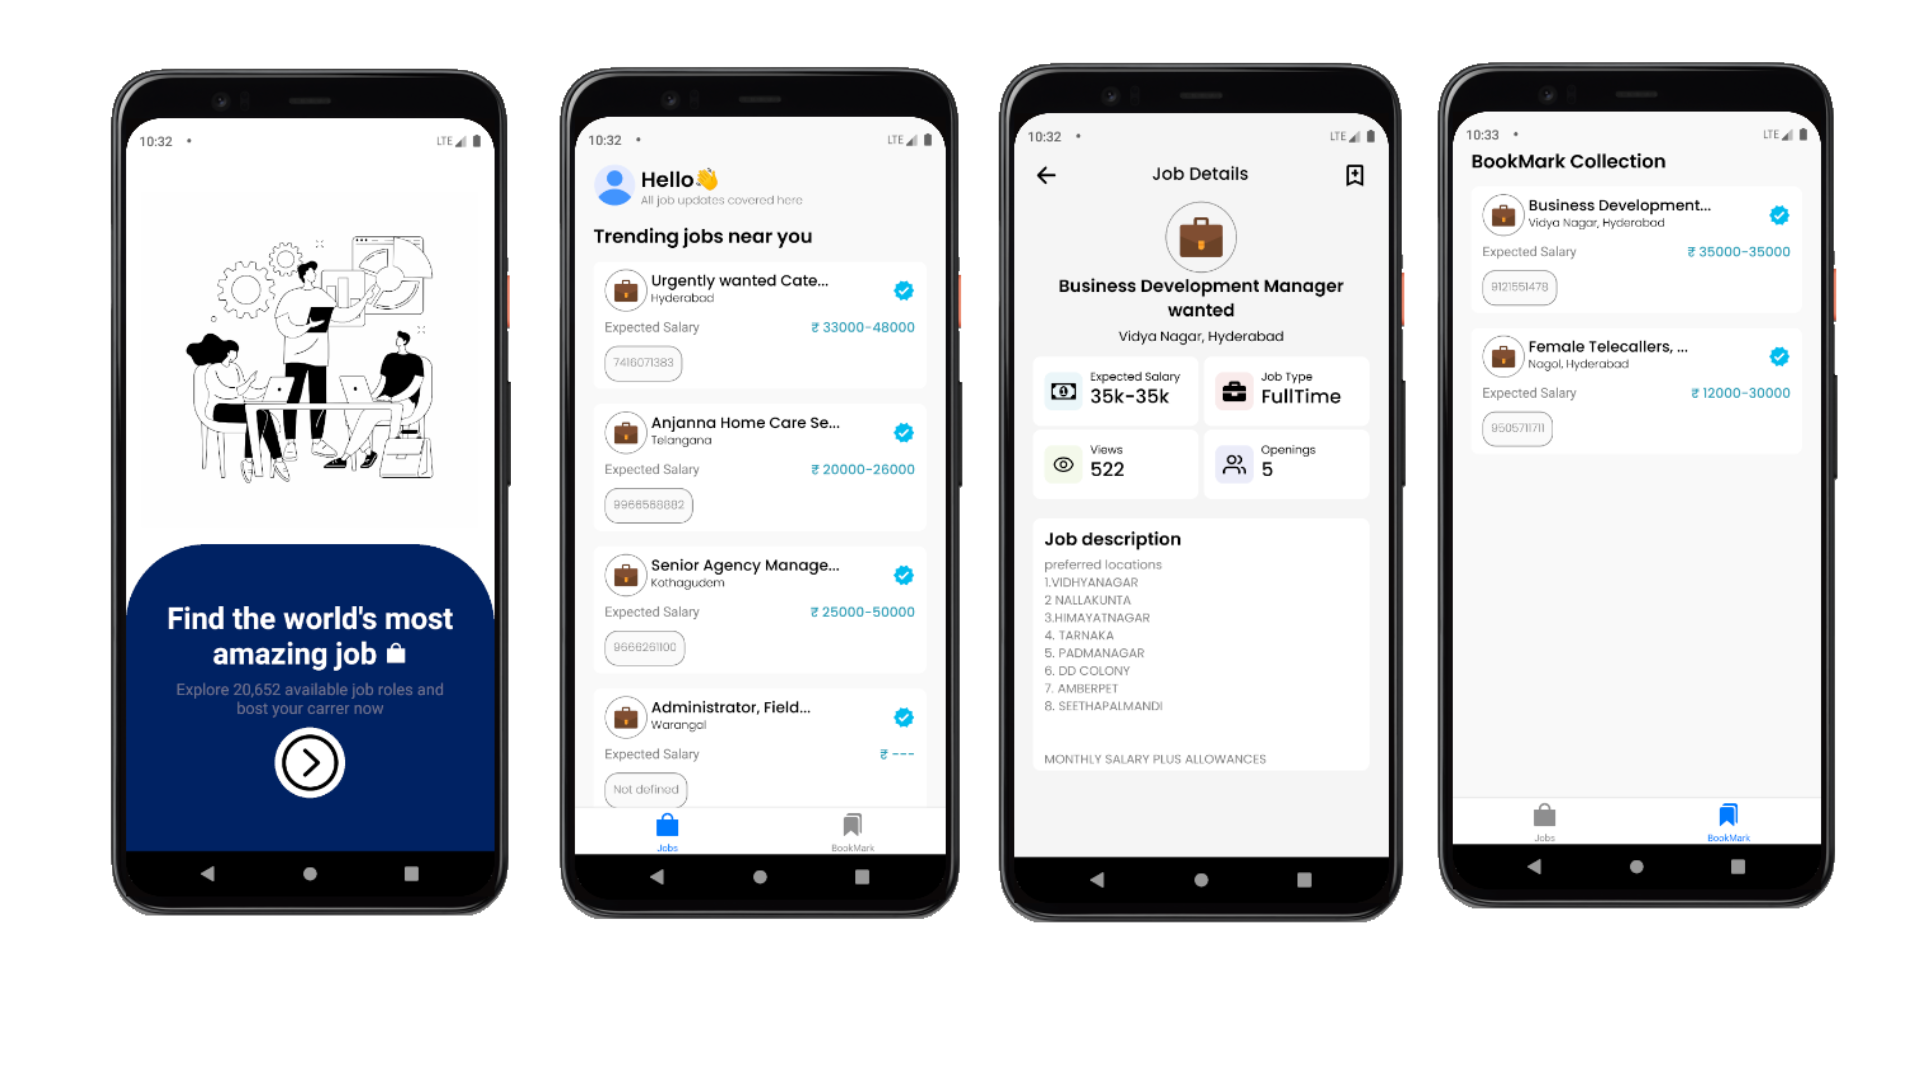 10:32
LTE
Find the world's most
amazing job
Explore 20,652 available job roles and
bost your carrer now
10:32
LTE
Hello👋
All job updates covered here
Trending jobs near you
Urgently wanted Cate...
Hyderabad
Expected Salary ₹ 33000-48000
7416071383
Anjanna Home Care Se...
Telangana
Expected Salary ₹ 20000-26000
9966568882
Senior Agency Manage...
Kothagudem
Expected Salary ₹ 25000-50000
9666261100
Administrator, Field...
Warangal
Expected Salary ₹ ---
Not defined
Jobs BookMark
10:32
LTE
Job Details
Business Development Manager
wanted
Vidya Nagar, Hyderabad
Expected Salary
35k-35k
Job Type
FullTime
Views
522
Openings
5
Job description
preferred locations
1.VIDHYANAGAR
2 NALLAKUNTA
3.HIMAYATNAGAR
4. TARNAKA
5. PADMANAGAR
6. DD COLONY
7. AMBERPET
8. SEETHAPALMANDI
MONTHLY SALARY PLUS ALLOWANCES
10:33
LTE
BookMark Collection
Business Development...
Vidya Nagar, Hyderabad
Expected Salary ₹ 35000-35000
9121551478
Female Telecallers, ...
Nagol, Hyderabad
Expected Salary ₹ 12000-30000
9505711711
Jobs BookMark